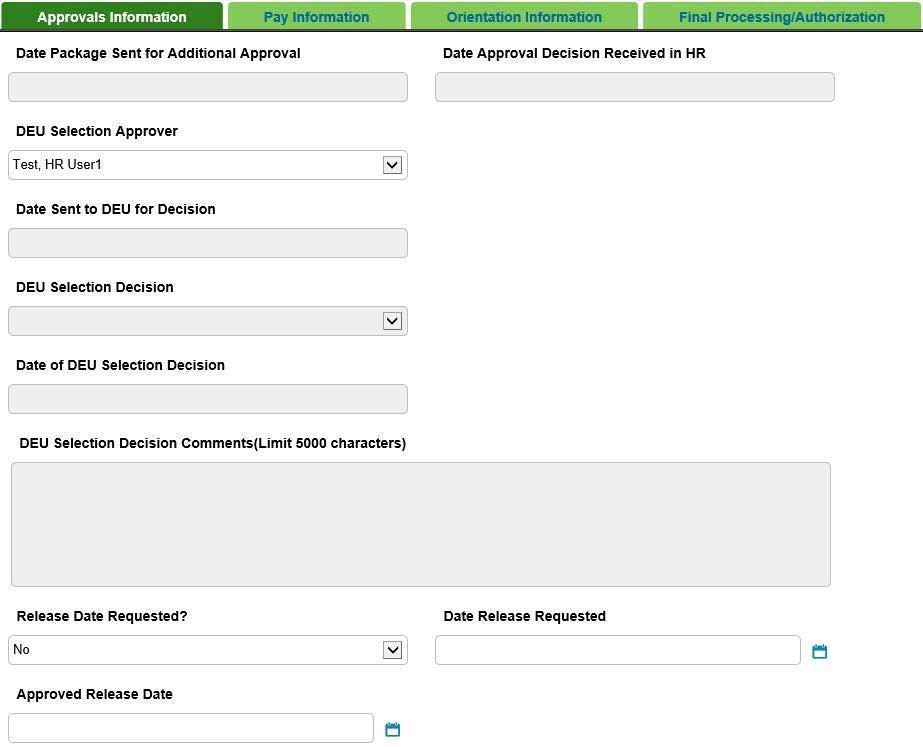 Approvals Information Pay Information Orientation Information Final Processing/Authorization
Date Package Sent for Additional Approval Date Approval Decision Received in HR
DEU Selection Approver
Test, HR User1
Date Sent to DEU for Decision
DEU Selection Decision
Date of DEU Selection Decision
DEU Selection Decision Comments(Limit 5000 characters)
Release Date Requested? Date Release Requested
No
Approved Release Date